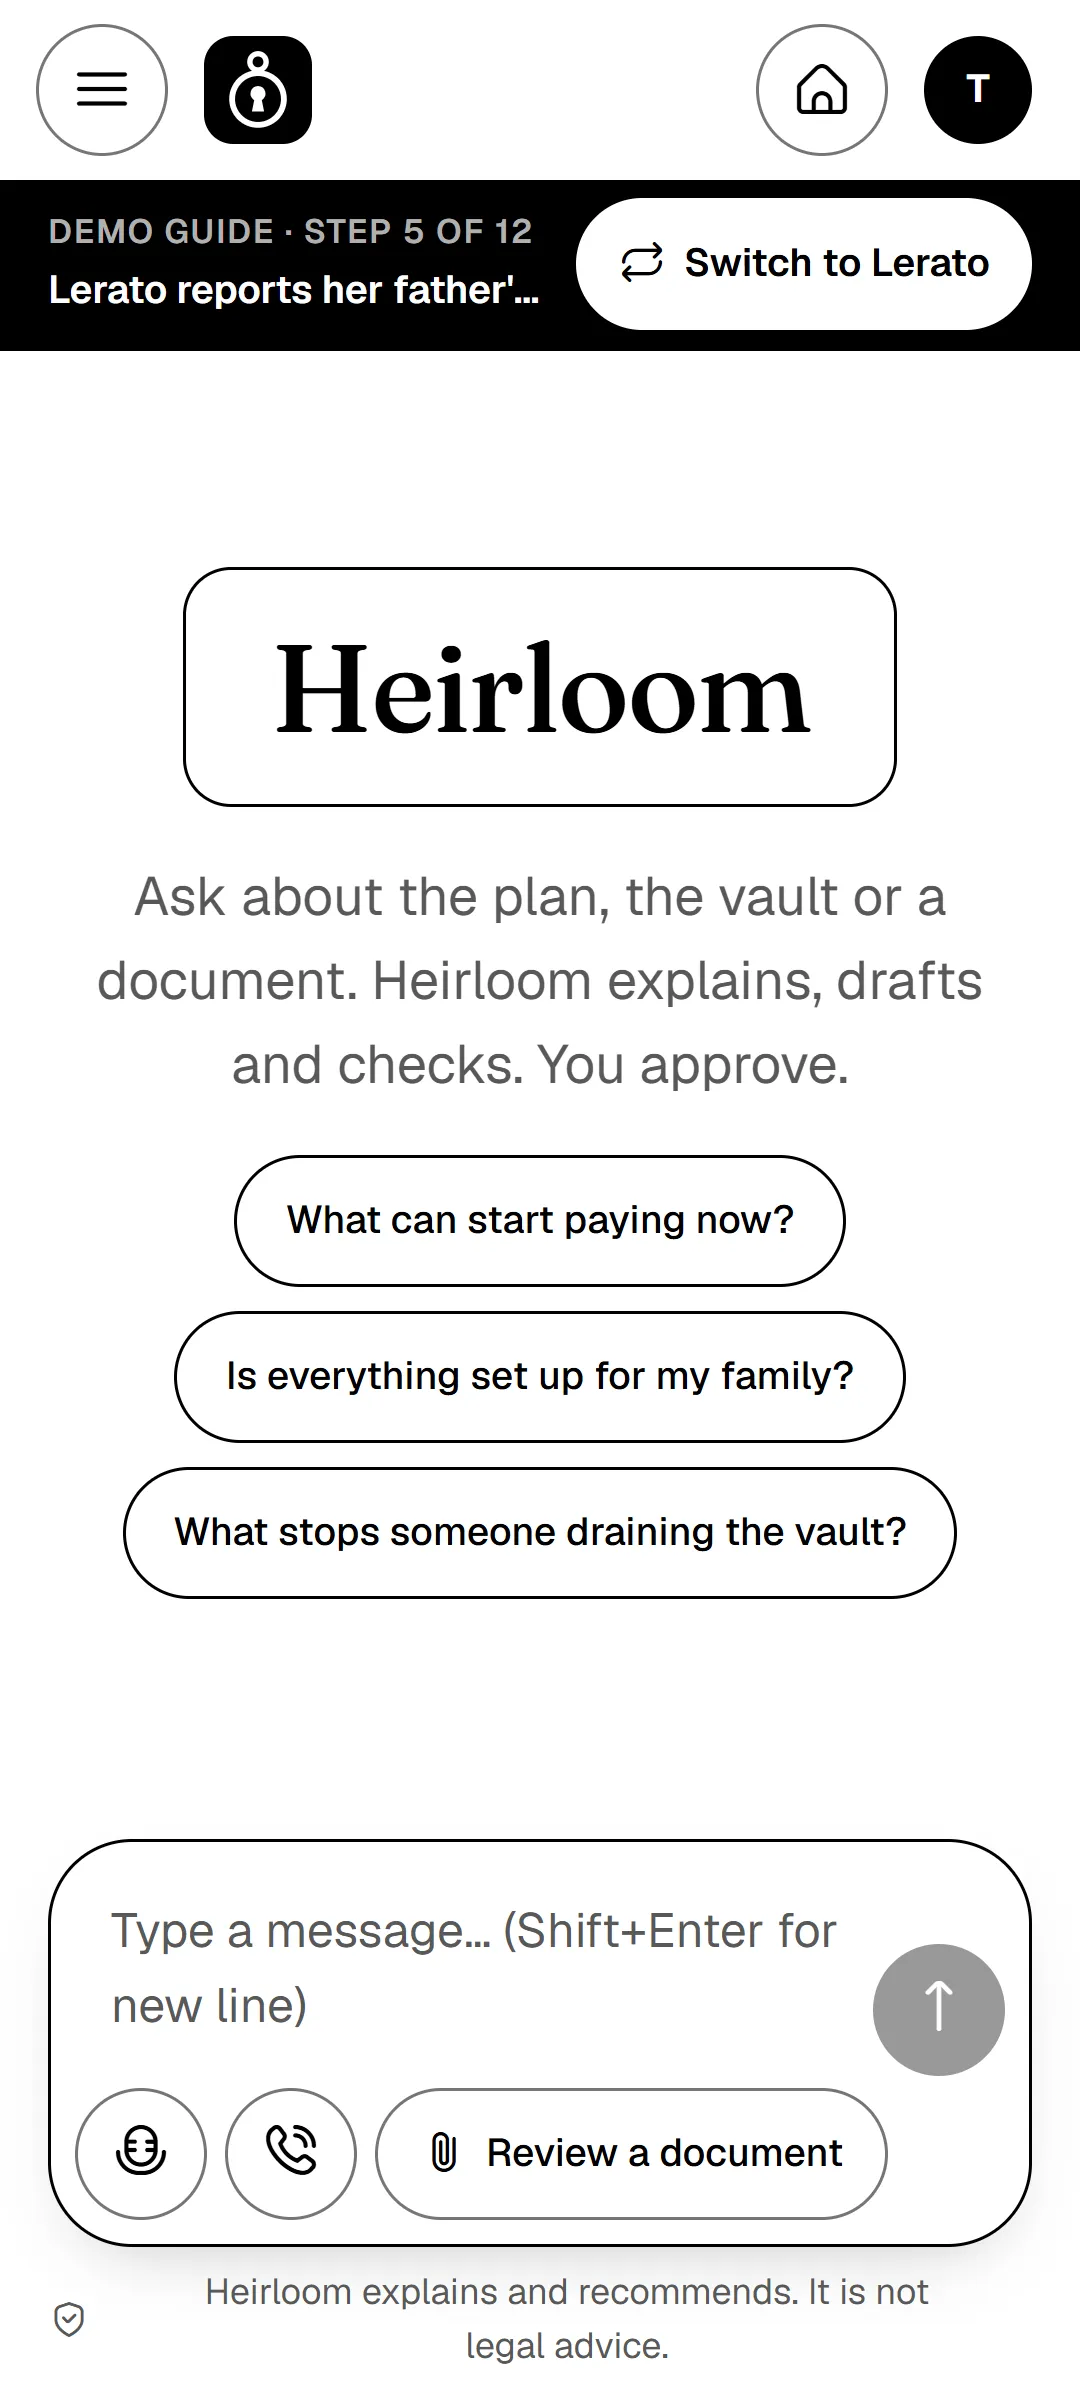 T
DEMO GUIDE · STEP 5 OF 12
Lerato reports her father'...
Switch to Lerato
Heirloom
Ask about the plan, the vault or a
document. Heirloom explains, drafts
and checks. You approve.
What can start paying now?
Is everything set up for my family?
What stops someone draining the vault?
Type a message... (Shift+Enter for
new line)
Review a document
Heirloom explains and recommends. It is not
legal advice.